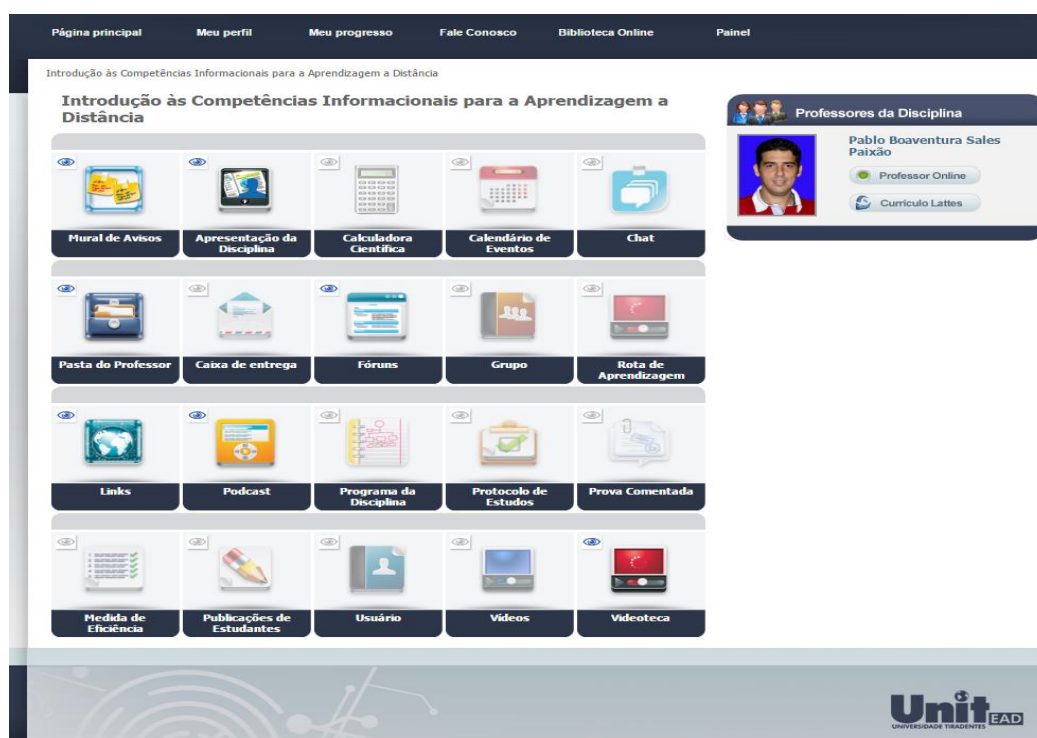 Página principal Meu perfil Meu progresso Fale Conosco Biblioteca Online Painel
Introdução às Competências Informacionais para a Aprendizagem a Distância
Introdução às Competências Informacionais para a Aprendizagem a
Distância
Professores da Disciplina
Pablo Boaventura Sales
Paixão
Professor Online
Currículo Lattes
Mural de Avisos
Apresentação da
Disciplina
Calculadora
Científica
Calendário de
Eventos
Chat
Pasta do Professor
Caixa de entrega
Fóruns
Grupo
Rota de
Aprendizagem
Links
Podcast
Programa da
Disciplina
Protocolo de
Estudos
Prova Comentada
Medida de
Eficiência
Publicações de
Estudantes
Usuário
Vídeos
Videoteca
Unit EAD
UNIVERSIDADE TIRADENTES